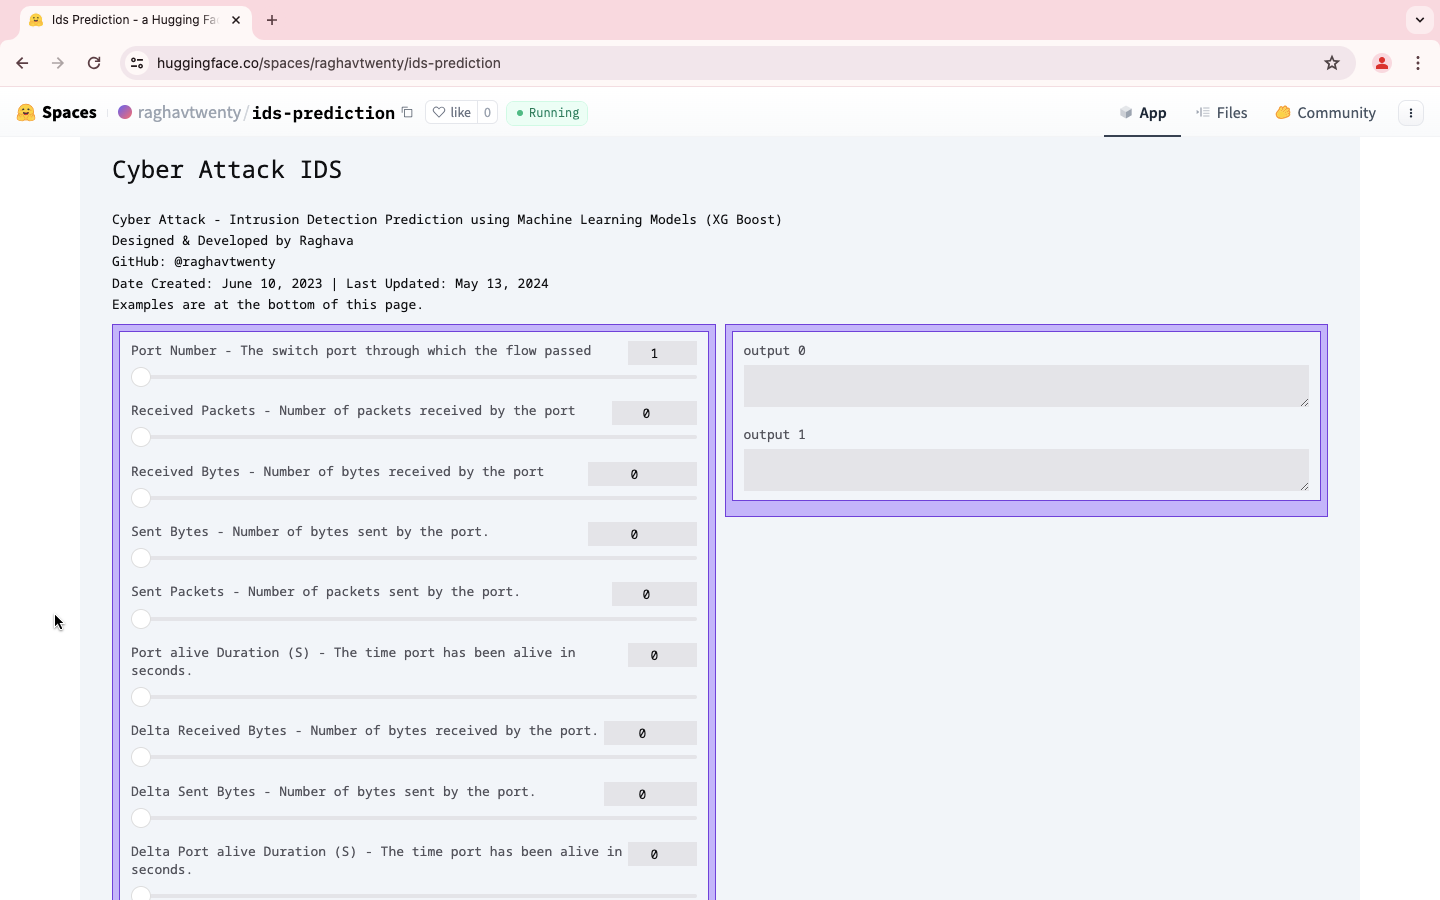 Ids Prediction - a Hugging Fa
huggingface.co/spaces/raghavtwenty/ids-prediction
Spaces
raghavtwenty/ids-prediction
like 0
Running
App
Files
Community
Cyber Attack IDS
Cyber Attack - Intrusion Detection Prediction using Machine Learning Models (XG Boost)
Designed & Developed by Raghava
GitHub: @raghavtwenty
Date Created: June 10, 2023 | Last Updated: May 13, 2024
Examples are at the bottom of this page.
Port Number - The switch port through which the flow passed
1
Received Packets - Number of packets received by the port
0
Received Bytes - Number of bytes received by the port
0
Sent Bytes - Number of bytes sent by the port.
0
Sent Packets - Number of packets sent by the port.
0
Port alive Duration (S) - The time port has been alive in
seconds.
0
Delta Received Bytes - Number of bytes received by the port.
0
Delta Sent Bytes - Number of bytes sent by the port.
0
Delta Port alive Duration (S) - The time port has been alive in
seconds.
0
output 0
output 1